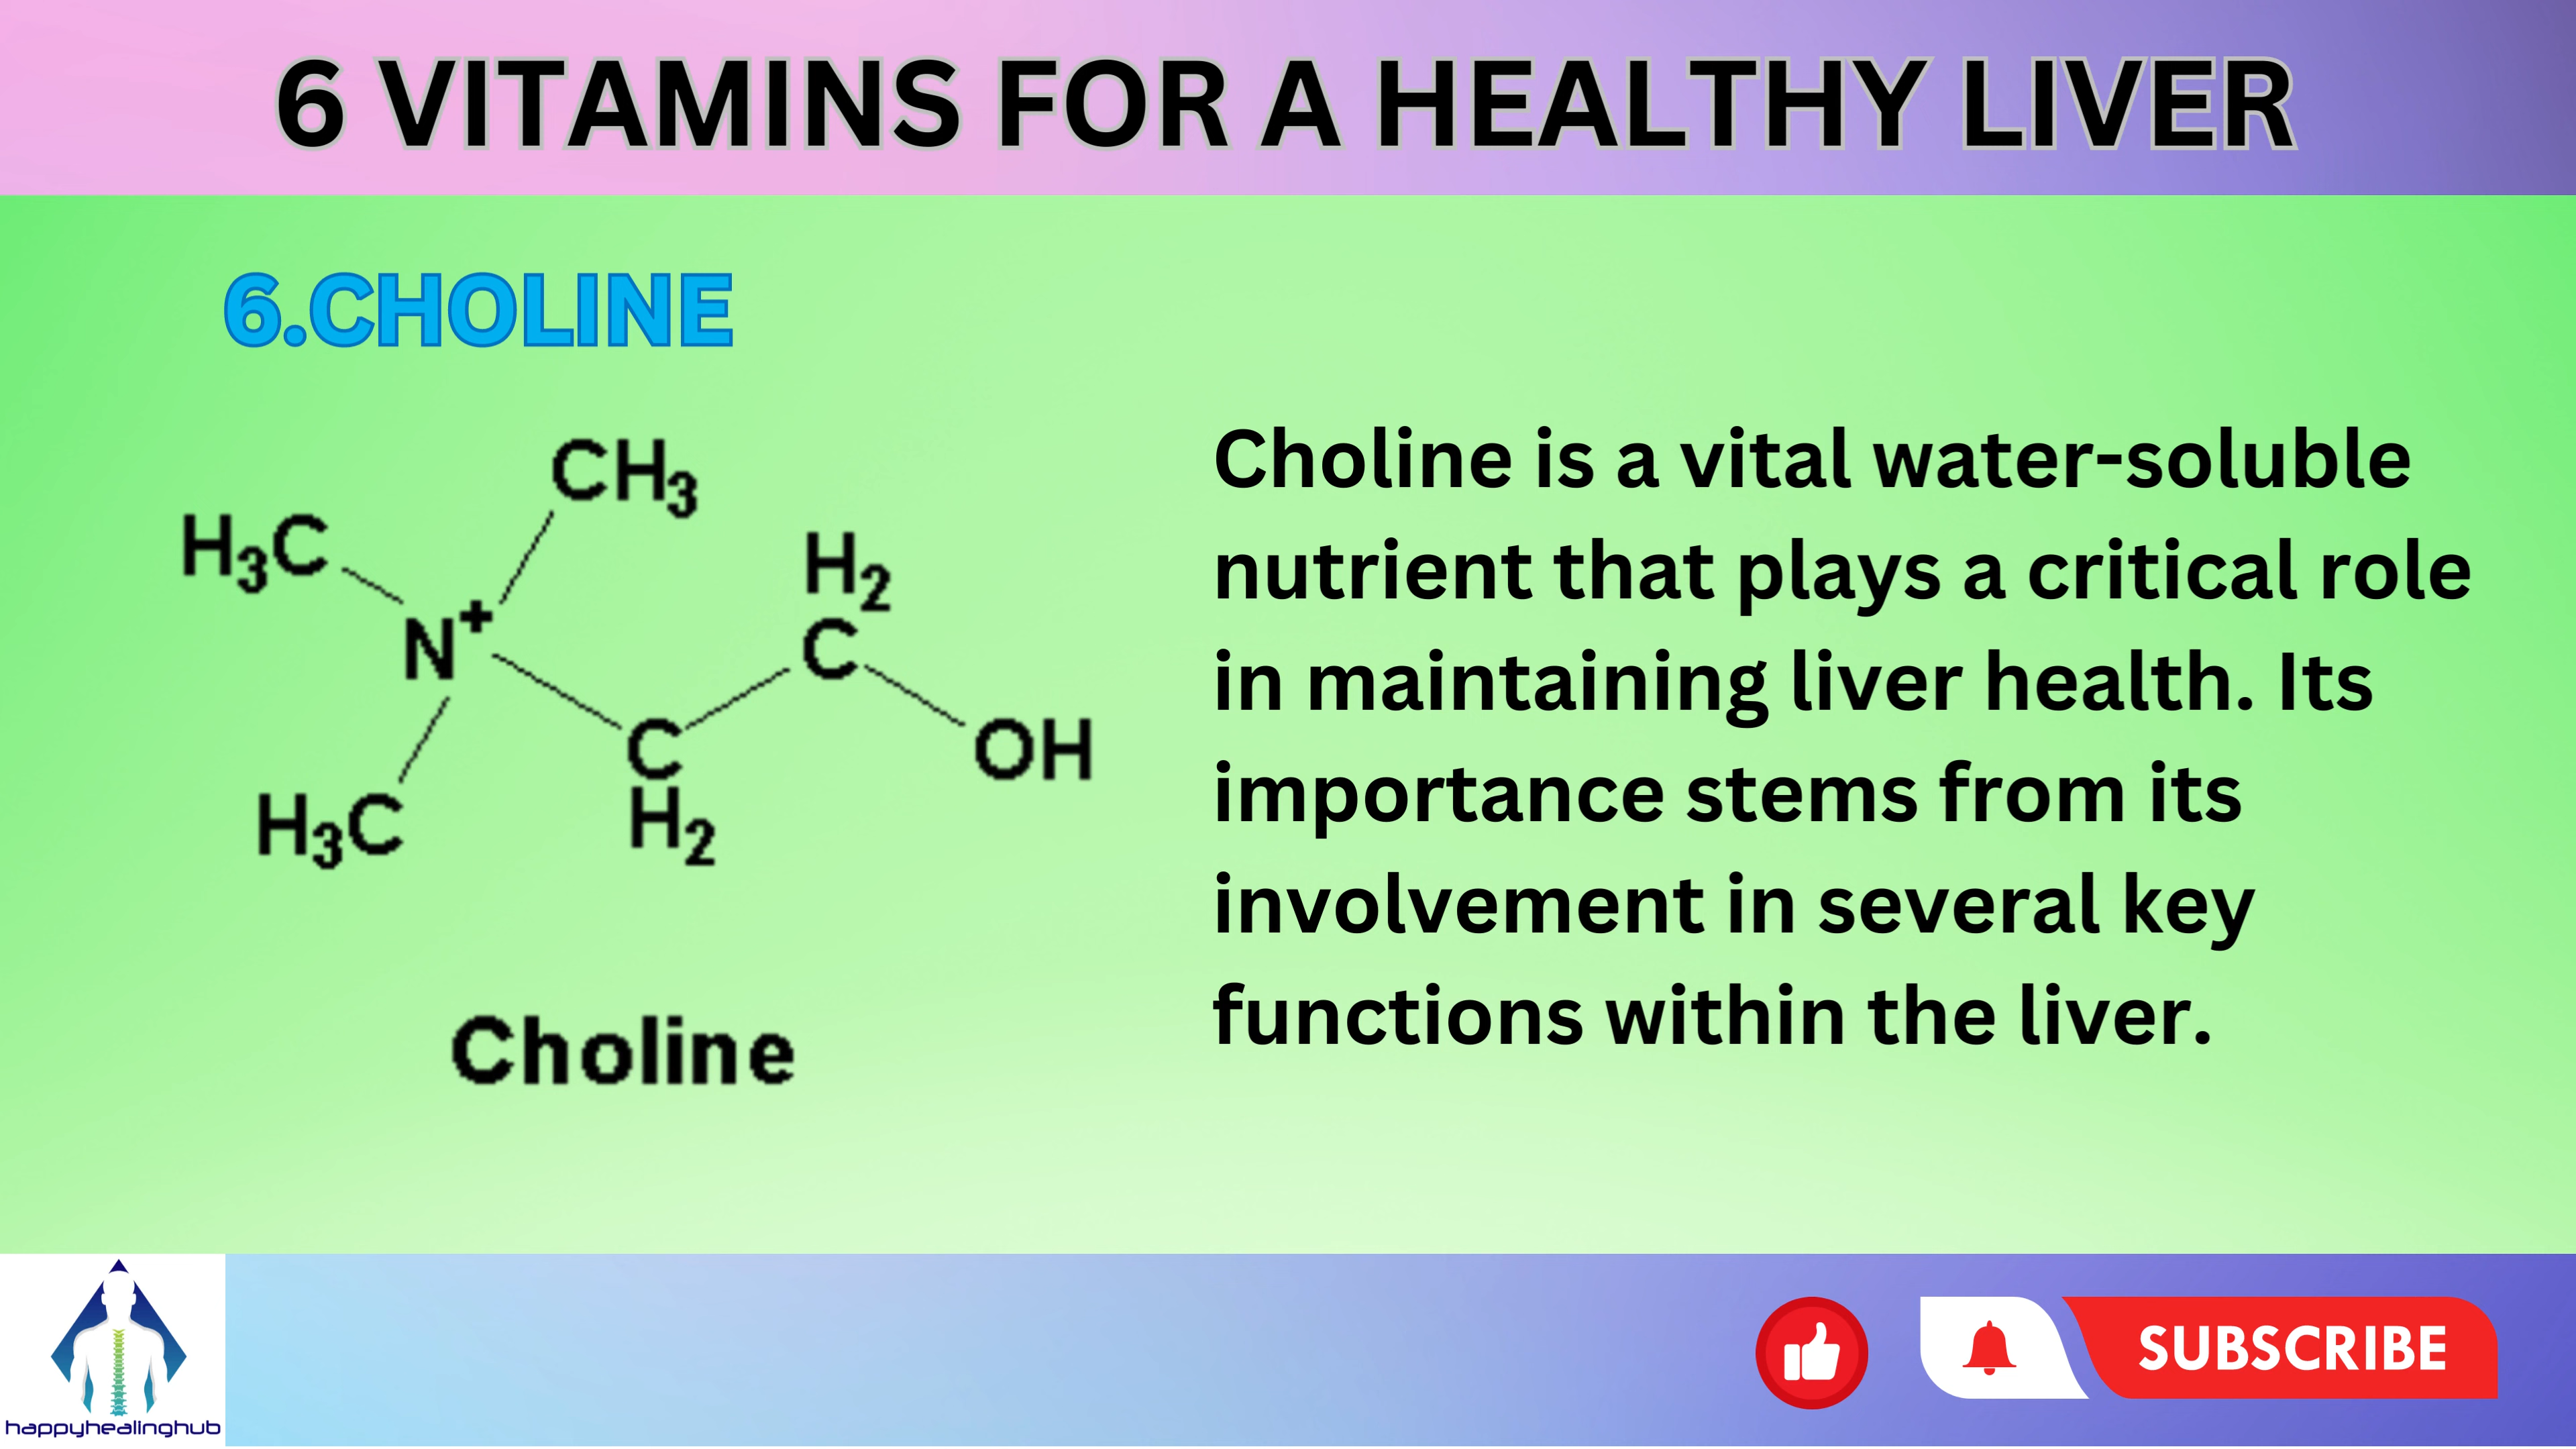 6 VITAMINS FOR A HEALTHY LIVER
6.CHOLINE
CH3
H3C
H2
N+
C
C
OH
H3C
H2
Choline
Choline is a vital water-soluble
nutrient that plays a critical role
in maintaining liver health. Its
importance stems from its
involvement in several key
functions within the liver.
happyhealinghub
SUBSCRIBE